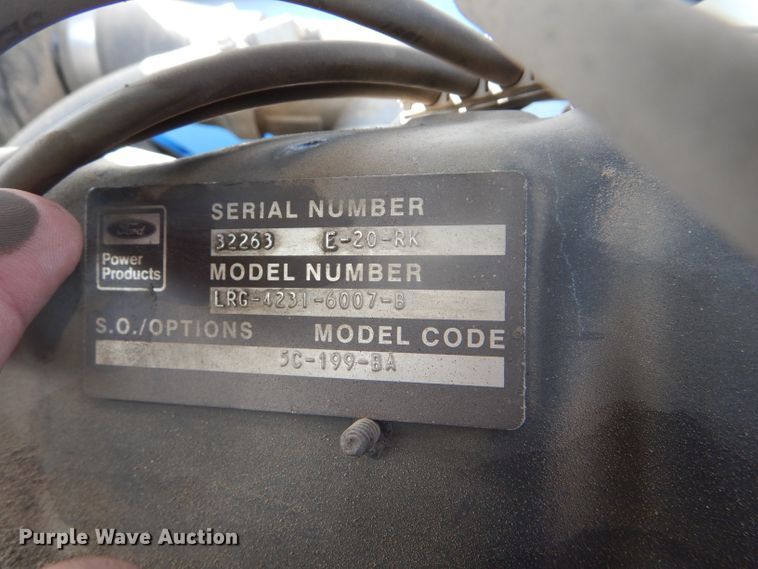 SERIAL NUMBER
32263 E-20-RK
Ford
Power
Products
MODEL NUMBER
LRG-4231-6007-B
S.O./OPTIONS MODEL CODE
5C-199-BA
Purple Wave Auction